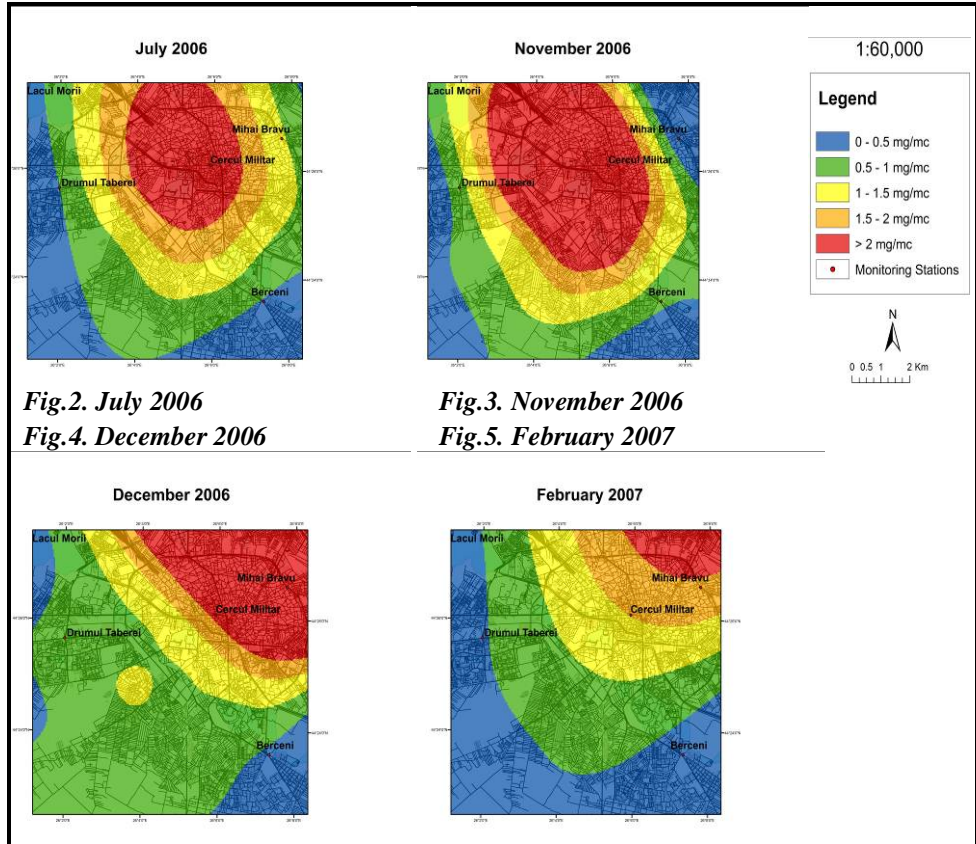 July 2006
November 2006
1:60,000
Legend
0 - 0.5 mg/mc
0.5 - 1 mg/mc
1 - 1.5 mg/mc
1.5 - 2 mg/mc
> 2 mg/mc
Monitoring Stations
N
0 0.5 1 2 Km
Lacul Morii
Mihai Bravu
Cercul Militar
Drumul Taberei
Berceni
Lacul Morii
Mihai Bravu
Cercul Militar
Drumul Taberei
Berceni
Fig.2. July 2006
Fig.3. November 2006
Fig.4. December 2006
Fig.5. February 2007
December 2006
February 2007
Lacul Morii
Mihai Bravu
Cercul Militar
Drumul Taberei
Berceni
Lacul Morii
Mihai Bravu
Cercul Militar
Drumul Taberei
Berceni